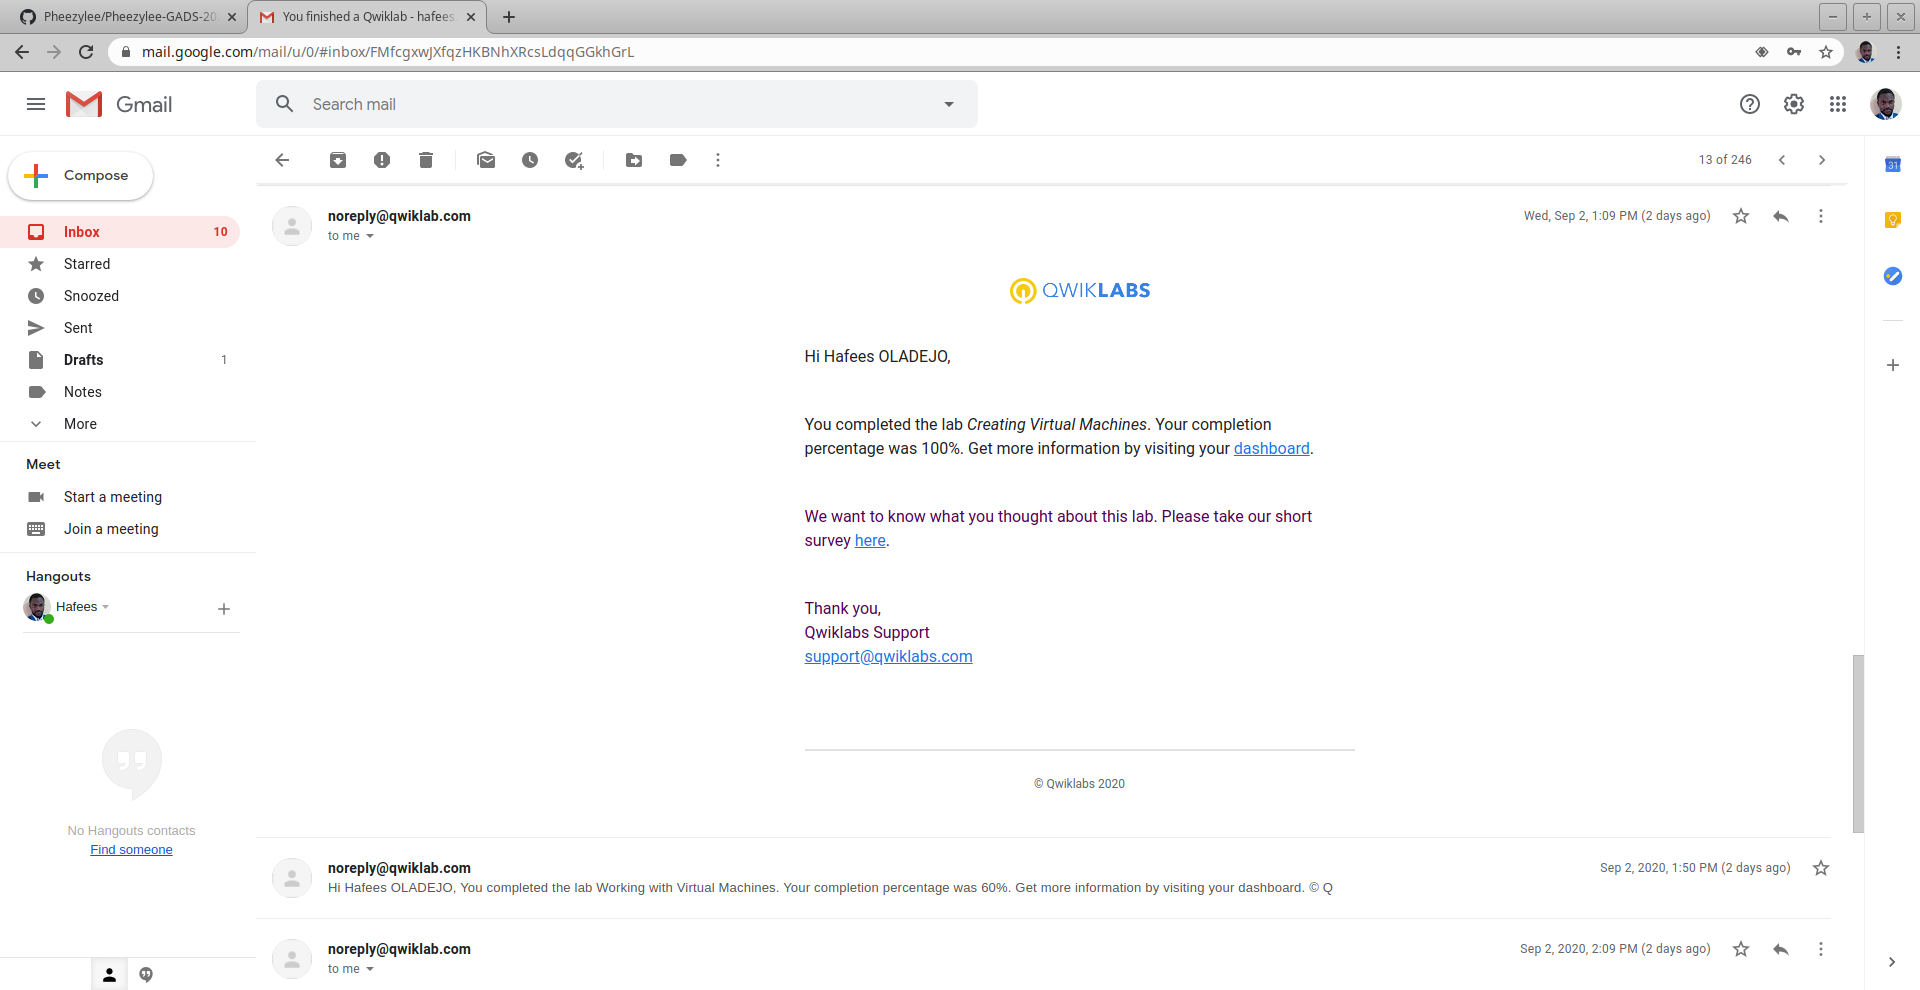 Pheezylee/Pheezylee-GADS-20
You finished a Qwiklab - hafees.
mail.google.com/mail/u/0/#inbox/FMfcgxwJXfqzHKBNhXRcsLdqqGGkhGrL
Gmail
Search mail
Compose
13 of 246
31
Inbox 10
Starred
Snoozed
Sent
Drafts 1
Notes
More
Meet
Start a meeting
Join a meeting
Hangouts
Hafees
No Hangouts contacts
Find someone
noreply@qwiklab.com
Wed, Sep 2, 1:09 PM (2 days ago)
to me
QWIKLABS
Hi Hafees OLADEJO,
You completed the lab Creating Virtual Machines. Your completion
percentage was 100%. Get more information by visiting your dashboard.
We want to know what you thought about this lab. Please take our short
survey here.
Thank you,
Qwiklabs Support
support@qwiklabs.com
© Qwiklabs 2020
noreply@qwiklab.com
Sep 2, 2020, 1:50 PM (2 days ago)
Hi Hafees OLADEJO, You completed the lab Working with Virtual Machines. Your completion percentage was 60%. Get more information by visiting your dashboard. © Q
noreply@qwiklab.com
Sep 2, 2020, 2:09 PM (2 days ago)
to me